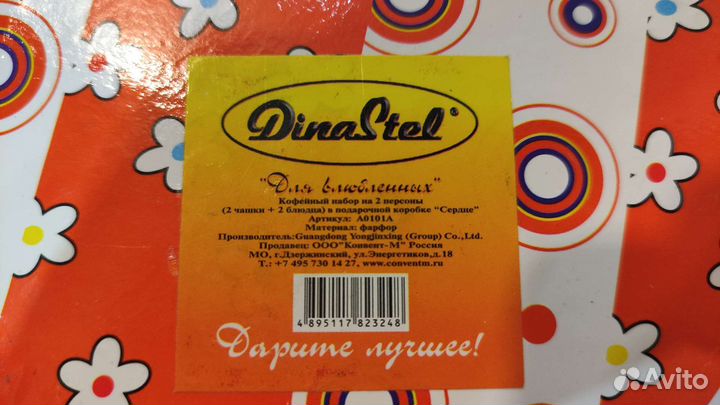 DinaStel®
"Для влюбленных"
Кофейный набор на 2 персоны
(2 чашки + 2 блюдца) в подарочной коробке "Сердце"
Артикул: A0101A
Материал: фарфор
Производитель:Guangdong Yongjinxing (Group) Co.,Ltd.
Продавец: ООО"Конвент-М" Россия
МО, г.Дзержинский, ул.Энергетиков,д.18
Т.: +7 495 730 14 27, www.conventm.ru
4 895117 823248
Дарите лучшее!
Avito